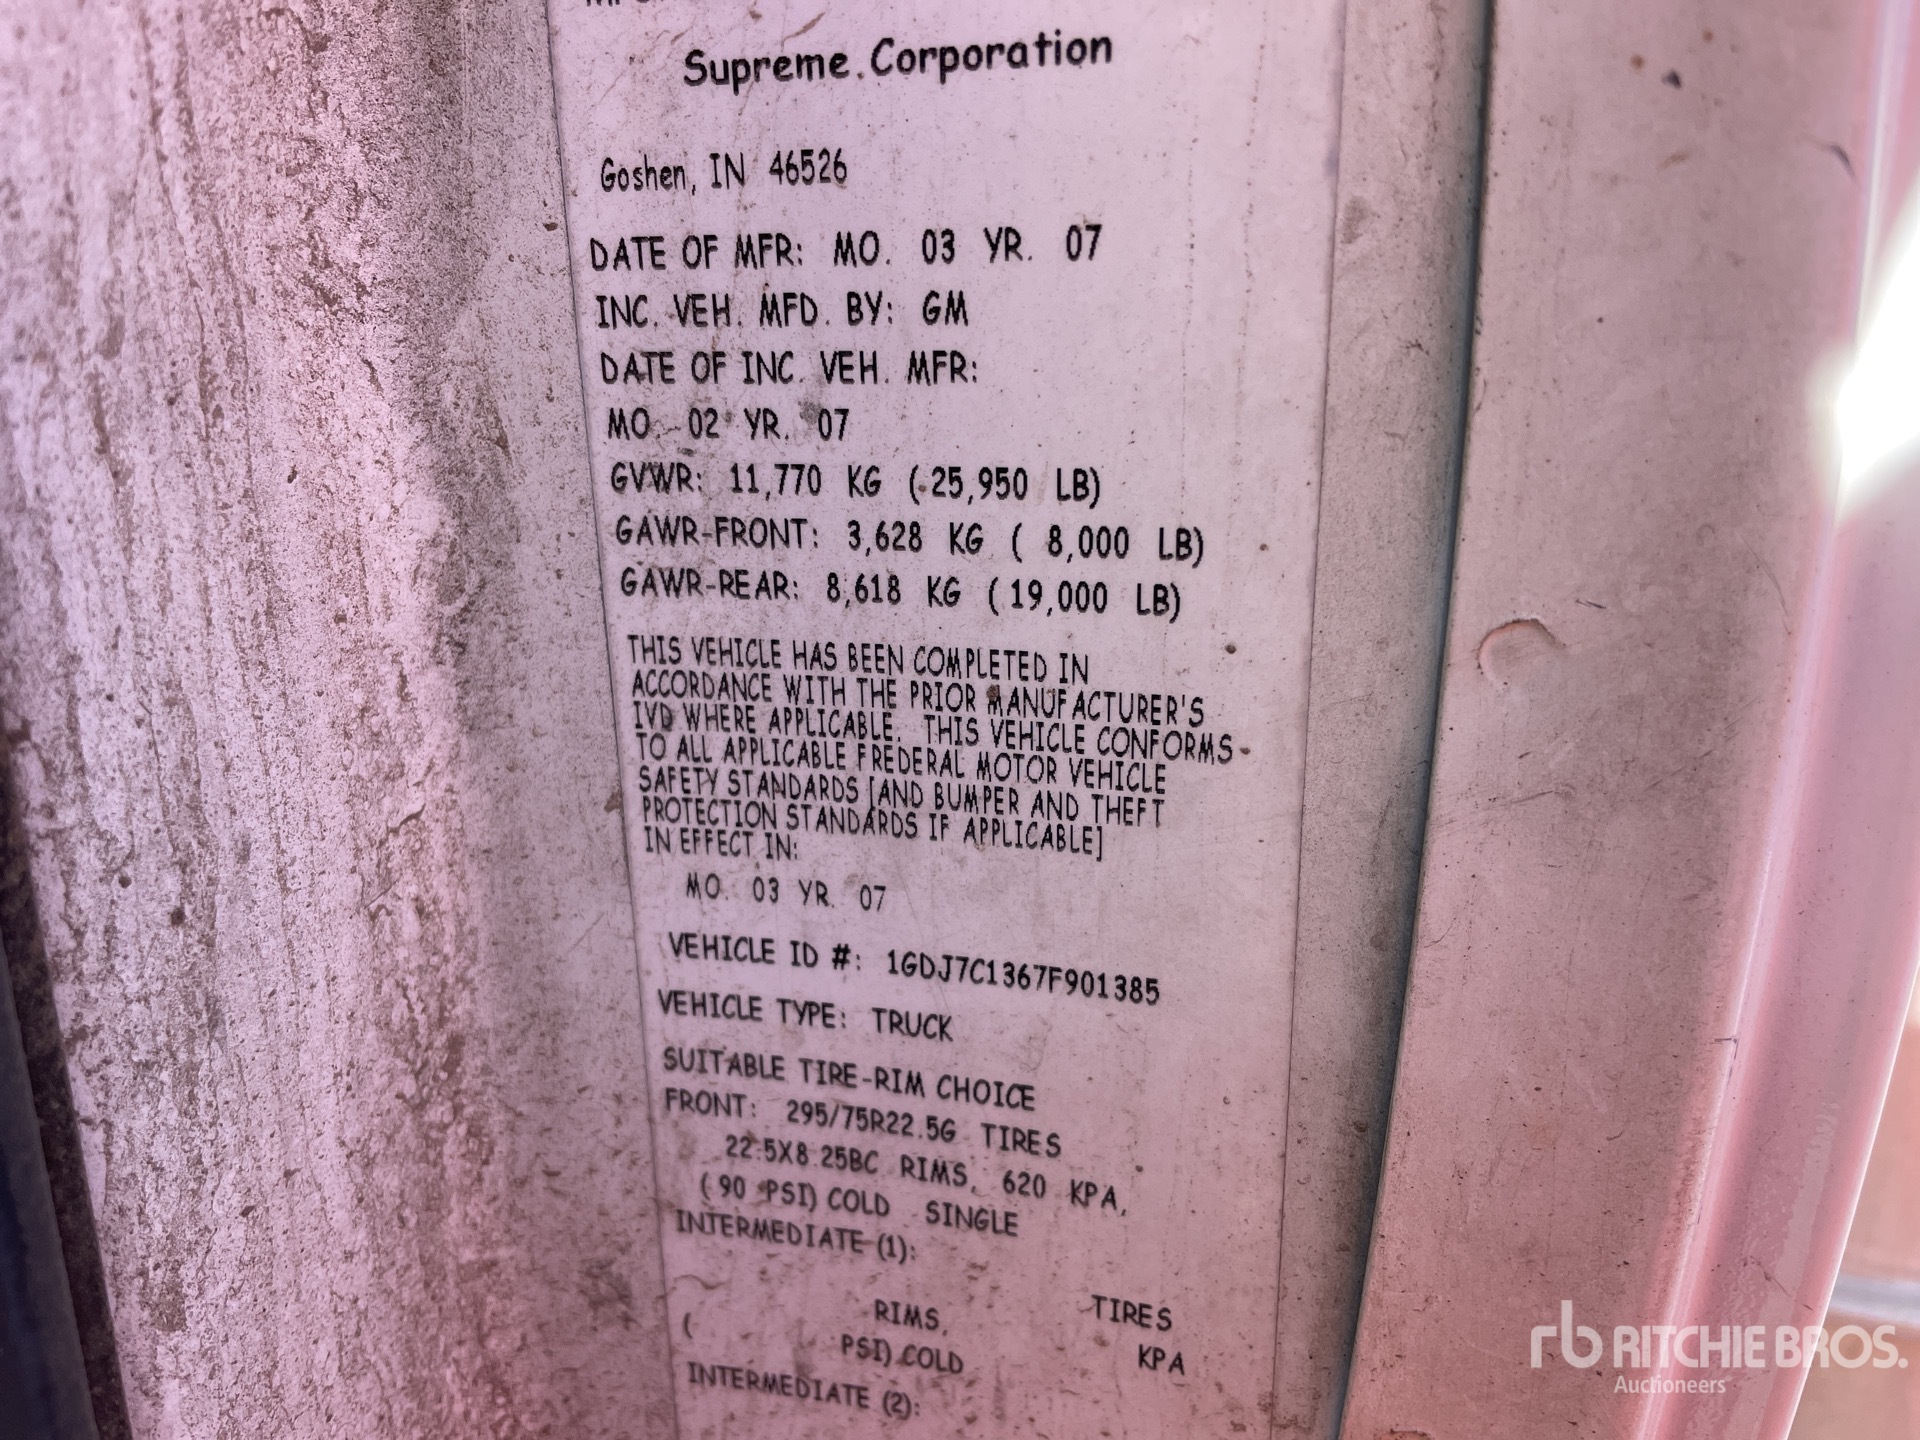 Supreme Corporation
Goshen, IN 46526
DATE OF MFR: MO. 03 YR. 07
INC. VEH. MFD. BY: GM
DATE OF INC. VEH. MFR:
MO. 02 YR. 07
GVWR: 11,770 KG ( 25,950 LB)
GAWR-FRONT: 3,628 KG ( 8,000 LB)
GAWR-REAR: 8,618 KG ( 19,000 LB)
THIS VEHICLE HAS BEEN COMPLETED IN
ACCORDANCE WITH THE PRIOR MANUFACTURER'S
IVD WHERE APPLICABLE. THIS VEHICLE CONFORMS
TO ALL APPLICABLE FREDERAL MOTOR VEHICLE
SAFETY STANDARDS [AND BUMPER AND THEFT
PROTECTION STANDARDS IF APPLICABLE]
IN EFFECT IN:
MO. 03 YR. 07
VEHICLE ID #: 1GDJ7C1367F901385
VEHICLE TYPE: TRUCK
SUITABLE TIRE-RIM CHOICE
FRONT: 295/75R22.5G TIRES
22.5X8.25BC RIMS, 620 KPA,
( 90 PSI) COLD SINGLE
INTERMEDIATE (1):
TIRES
RIMS, KPA
( PSI) COLD
INTERMEDIATE (2):
rb RITCHIE BROS.
Auctioneers